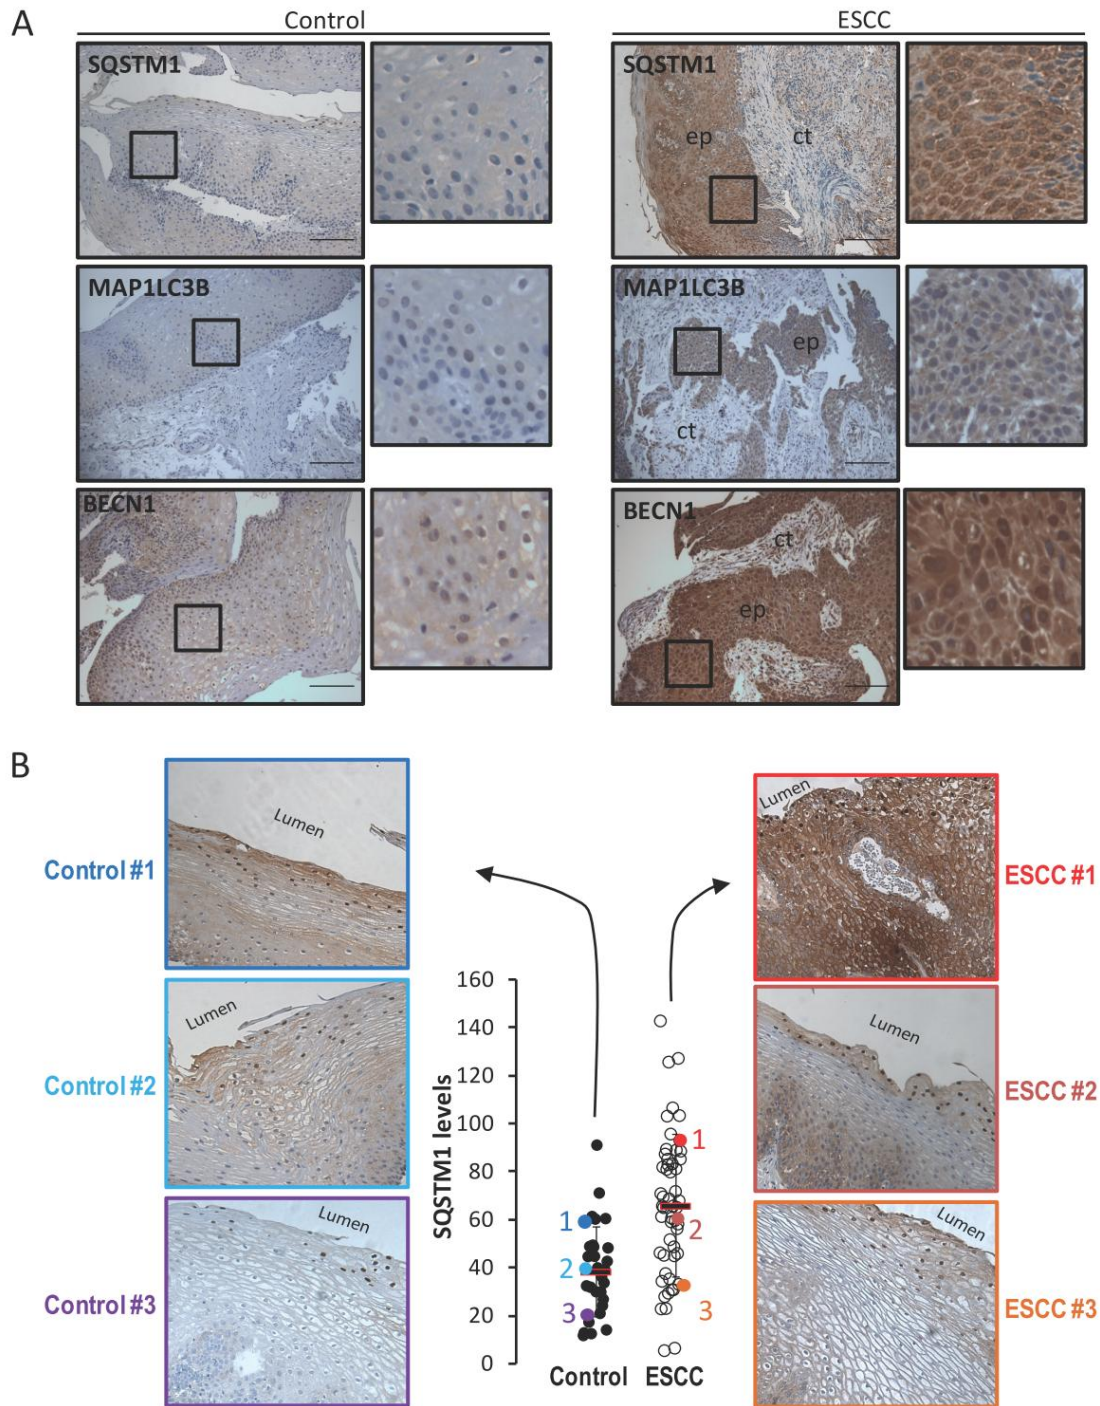 A
Control
ESCC
SQSTM1
SQSTM1
ep
ct
MAP1LC3B
MAP1LC3B
ep
ct
BECN1
BECN1
ct
ep
B
Control #1
Lumen
Lumen
ESCC #1
Control #2
Lumen
Lumen
ESCC #2
Control #3
Lumen
Lumen
ESCC #3
SQSTM1 levels
160
140
120
100
80
60
40
20
0
1
2
3
1
2
3
Control
ESCC